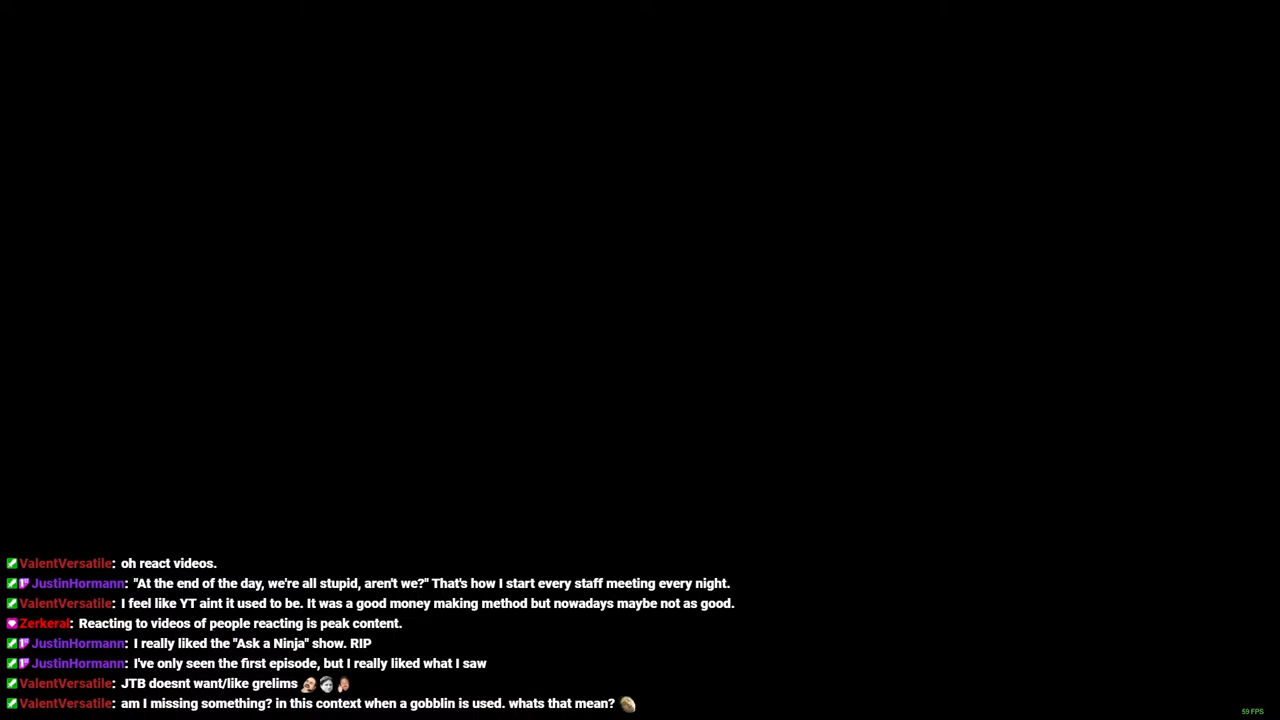 ValentVersatile: oh react videos.
JustinHormann: "At the end of the day, we're all stupid, aren't we?" That's how I start every staff meeting every night.
ValentVersatile: I feel like YT aint it used to be. It was a good money making method but nowadays maybe not as good.
Zerkeral: Reacting to videos of people reacting is peak content.
JustinHormann: I really liked the "Ask a Ninja" show. RIP
JustinHormann: I've only seen the first episode, but I really liked what I saw
ValentVersatile: JTB doesnt want/like grelims
ValentVersatile: am I missing something? in this context when a gobblin is used. whats that mean?
59 FPS